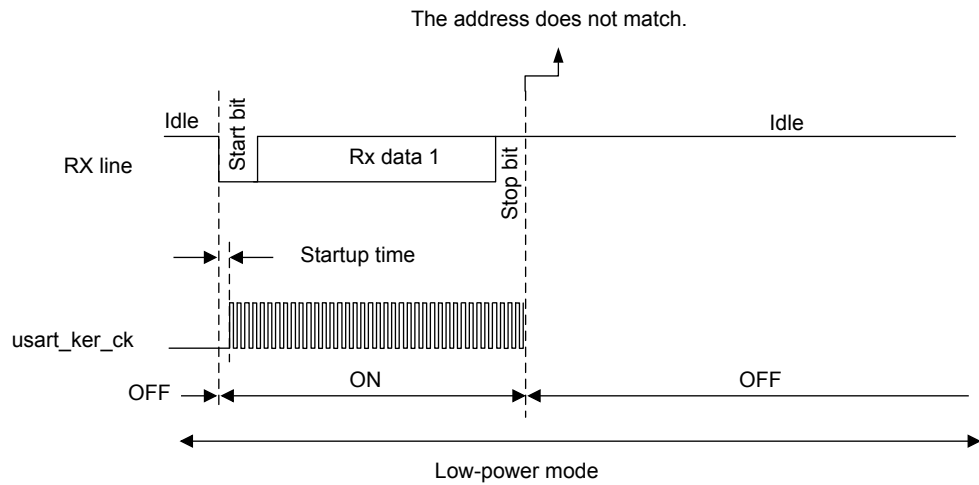 The address does not match.
Idle
Start bit
Rx data 1
Stop bit
Idle
RX line
Startup time
usart_ker_ck
OFF
ON
OFF
Low-power mode